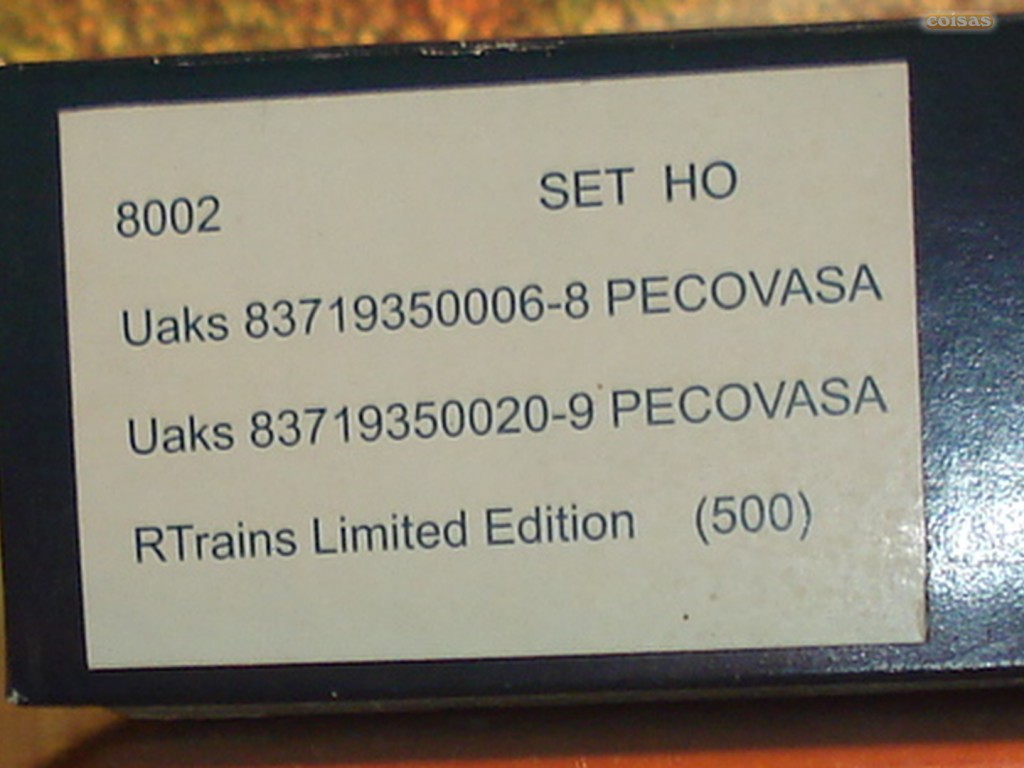 coisas
8002 SET HO
Uaks 83719350006-8 PECOVASA
Uaks 83719350020-9 PECOVASA
RTrains Limited Edition (500)